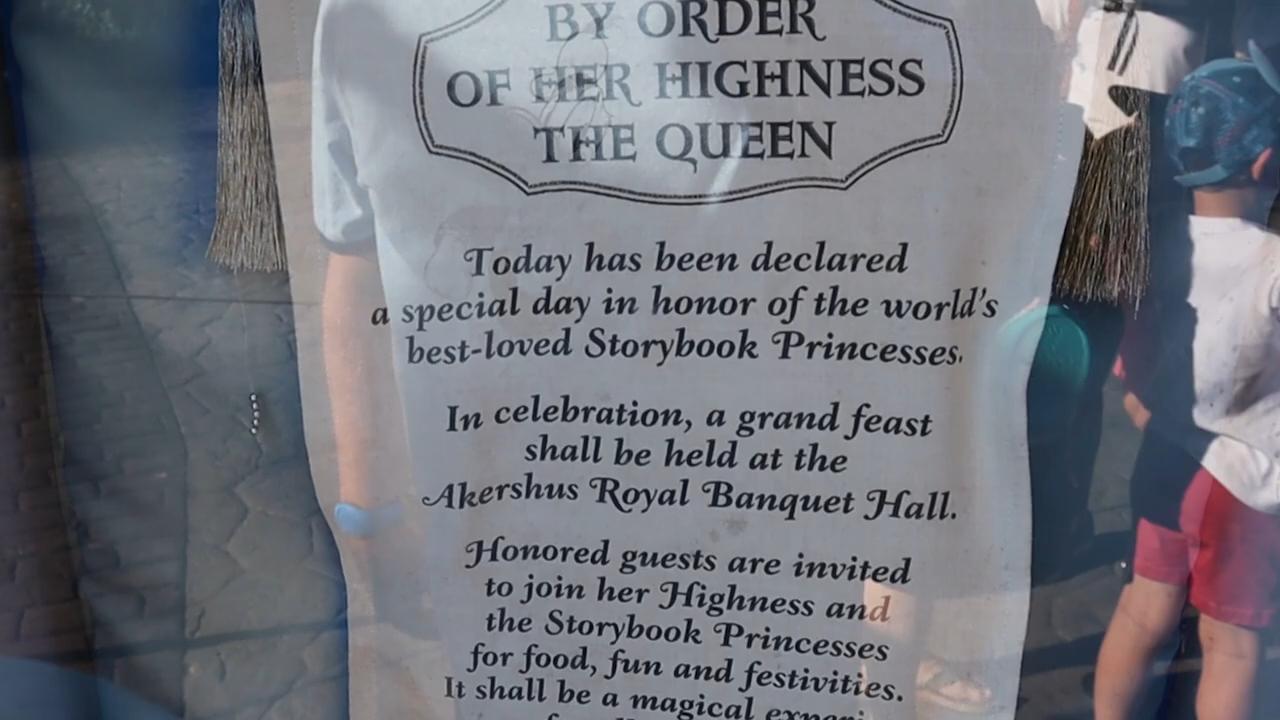 BY ORDER
OF HER HIGHNESS
THE QUEEN
Today has been declared
a special day in honor of the world's
best-loved Storybook Princesses.
In celebration, a grand feast
shall be held at the
Akershus Royal Banquet Hall.
Honored guests are invited
to join her Highness and
the Storybook Princesses
for food, fun and festivities.
It shall be a magical